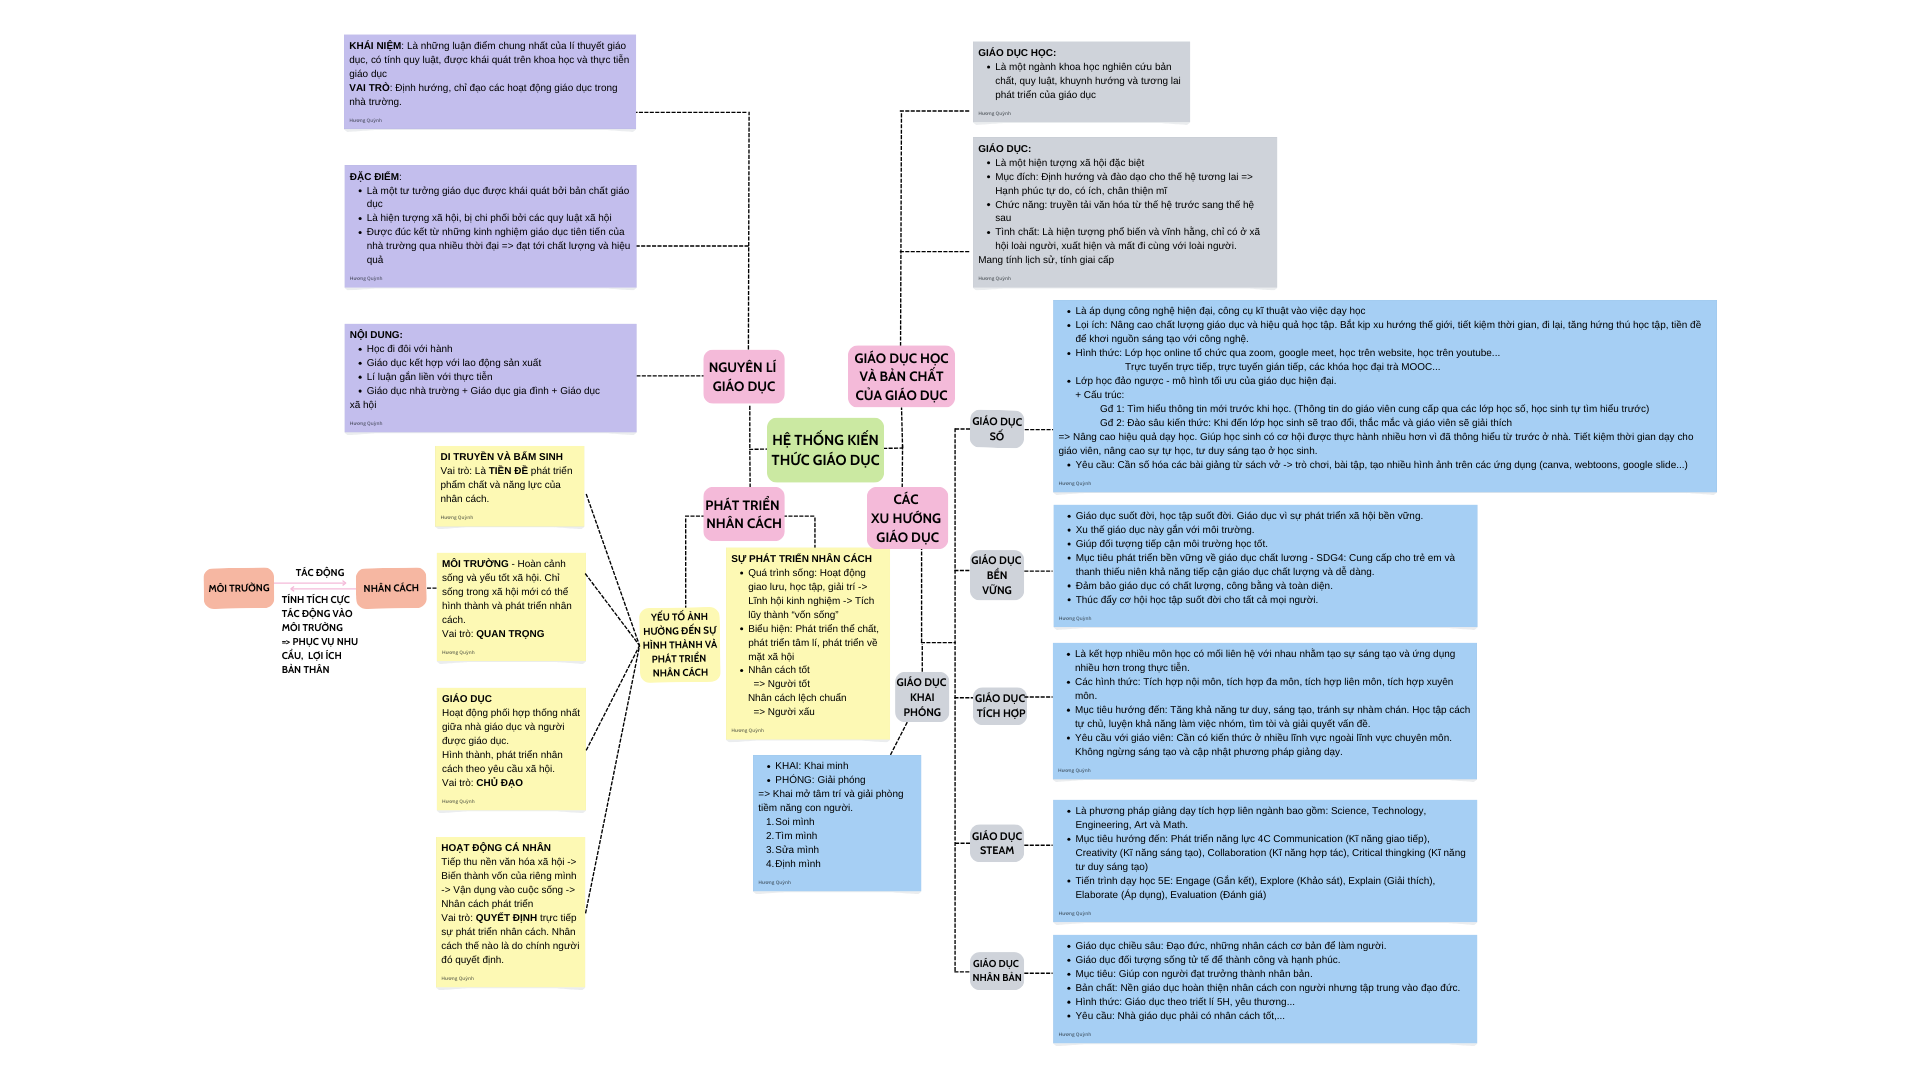 HỆ THỐNG KIẾN
THỨC GIÁO DỤC
NGUYÊN LÍ
GIÁO DỤC
KHÁI NIỆM: Là những luận điểm chung nhất của lí thuyết giáo
dục, có tính quy luật, được khái quát trên khoa học và thực tiễn
giáo dục
VAI TRÒ: Định hướng, chỉ đạo các hoạt động giáo dục trong
nhà trường.
Hương Quỳnh
ĐẶC ĐIỂM:
• Là một tư tưởng giáo dục được khái quát bởi bản chất giáo
dục
• Là hiện tượng xã hội, bị chi phối bởi các quy luật xã hội
• Được đúc kết từ những kinh nghiệm giáo dục tiên tiến của
nhà trường qua nhiều thời đại => đạt tới chất lượng và hiệu
quả
Hương Quỳnh
NỘI DUNG:
• Học đi đôi với hành
• Giáo dục kết hợp với lao động sản xuất
• Lí luận gắn liền với thực tiễn
• Giáo dục nhà trường + Giáo dục gia đình + Giáo dục
xã hội
Hương Quỳnh
GIÁO DỤC HỌC
VÀ BẢN CHẤT
CỦA GIÁO DỤC
GIÁO DỤC HỌC:
• Là một ngành khoa học nghiên cứu bản
chất, quy luật, khuynh hướng và tương lai
phát triển của giáo dục
Hương Quỳnh
GIÁO DỤC:
• Là một hiện tượng xã hội đặc biệt
• Mục đích: Định hướng và đào dạo cho thế hệ tương lai =>
Hạnh phúc tự do, có ích, chân thiện mĩ
• Chức năng: truyền tải văn hóa từ thế hệ trước sang thế hệ
sau
• Tính chất: Là hiện tượng phổ biến và vĩnh hằng, chỉ có ở xã
hội loài người, xuất hiện và mất đi cùng với loài người.
Mang tính lịch sử, tính giai cấp
Hương Quỳnh
PHÁT TRIỂN
NHÂN CÁCH
SỰ PHÁT TRIỂN NHÂN CÁCH
• Quá trình sống: Hoạt động
giao lưu, học tập, giải trí ->
Lĩnh hội kinh nghiệm -> Tích
lũy thành “vốn sống”
• Biểu hiện: Phát triển thể chất,
phát triển tâm lí, phát triển về
mặt xã hội
• Nhân cách tốt
=> Người tốt
Nhân cách lệch chuẩn
=> Người xấu
Hương Quỳnh
YẾU TỐ ẢNH
HƯỞNG ĐẾN SỰ
HÌNH THÀNH VÀ
PHÁT TRIỂN
NHÂN CÁCH
DI TRUYỀN VÀ BẨM SINH
Vai trò: Là TIỀN ĐỀ phát triển
phẩm chất và năng lực của
nhân cách.
Hương Quỳnh
MÔI TRƯỜNG - Hoàn cảnh
sống và yếu tốt xã hội. Chỉ
sống trong xã hội mới có thể
hình thành và phát triển nhân
cách.
Vai trò: QUAN TRỌNG
Hương Quỳnh
MÔI TRƯỜNG
TÁC ĐỘNG
NHÂN CÁCH
TÍNH TÍCH CỰC
TÁC ĐỘNG VÀO
MÔI TRƯỜNG
=> PHỤC VỤ NHU
CẦU, LỢI ÍCH
BẢN THÂN
GIÁO DỤC
Hoạt động phối hợp thống nhất
giữa nhà giáo dục và người
được giáo dục.
Hình thành, phát triển nhân
cách theo yêu cầu xã hội.
Vai trò: CHỦ ĐẠO
Hương Quỳnh
HOẠT ĐỘNG CÁ NHÂN
Tiếp thu nền văn hóa xã hội ->
Biến thành vốn của riêng mình
-> Vận dụng vào cuộc sống ->
Nhân cách phát triển
Vai trò: QUYẾT ĐỊNH trực tiếp
sự phát triển nhân cách. Nhân
cách thế nào là do chính người
đó quyết định.
Hương Quỳnh
CÁC
XU HƯỚNG
GIÁO DỤC
GIÁO DỤC
SỐ
• Là áp dụng công nghệ hiện đại, công cụ kĩ thuật vào việc dạy học
• Lọi ích: Nâng cao chất lượng giáo dục và hiệu quả học tập. Bắt kịp xu hướng thế giới, tiết kiệm thời gian, đi lại, tăng hứng thú học tập, tiền đề
để khơi nguồn sáng tạo với công nghệ.
• Hình thức: Lớp học online tổ chức qua zoom, google meet, học trên website, học trên youtube...
Trực tuyến trực tiếp, trực tuyến gián tiếp, các khóa học đại trà MOOC...
• Lớp học đảo ngược - mô hình tối ưu của giáo dục hiện đại.
+ Cấu trúc:
Gđ 1: Tìm hiểu thông tin mới trước khi học. (Thông tin do giáo viên cung cấp qua các lớp học số, học sinh tự tìm hiểu trước)
Gđ 2: Đào sâu kiến thức: Khi đến lớp học sinh sẽ trao đổi, thắc mắc và giáo viên sẽ giải thích
=> Nâng cao hiệu quả dạy học. Giúp học sinh có cơ hội được thực hành nhiều hơn vì đã thông hiểu từ trước ở nhà. Tiết kiệm thời gian dạy cho
giáo viên, nâng cao sự tự học, tư duy sáng tạo ở học sinh.
• Yêu cầu: Cần số hóa các bài giảng từ sách vở -> trò chơi, bài tập, tạo nhiều hình ảnh trên các ứng dụng (canva, webtoons, google slide...)
Hương Quỳnh
GIÁO DỤC
BỀN
VỮNG
• Giáo dục suốt đời, học tập suốt đời. Giáo dục vì sự phát triển xã hội bền vững.
• Xu thế giáo dục này gắn với môi trường.
• Giúp đối tượng tiếp cận môi trường học tốt.
• Mục tiêu phát triển bền vững về giáo dục chất lương - SDG4: Cung cấp cho trẻ em và
thanh thiếu niên khả năng tiếp cận giáo dục chất lượng và dễ dàng.
• Đảm bảo giáo dục có chất lượng, công bằng và toàn diện.
• Thúc đẩy cơ hội học tập suốt đời cho tất cả mọi người.
Hương Quỳnh
GIÁO DỤC
TÍCH HỢP
• Là kết hợp nhiều môn học có mối liên hệ với nhau nhằm tạo sự sáng tạo và ứng dụng
nhiều hơn trong thực tiễn.
• Các hình thức: Tích hợp nội môn, tích hợp đa môn, tích hợp liên môn, tích hợp xuyên
môn.
• Mục tiêu hướng đến: Tăng khả năng tư duy, sáng tạo, tránh sự nhàm chán. Học tập cách
tự chủ, luyện khả năng làm việc nhóm, tìm tòi và giải quyết vấn đề.
• Yêu cầu với giáo viên: Cần có kiến thức ở nhiều lĩnh vực ngoài lĩnh vực chuyên môn.
Không ngừng sáng tạo và cập nhật phương pháp giảng dạy.
Hương Quỳnh
GIÁO DỤC
KHAI
PHÓNG
• KHAI: Khai minh
• PHÓNG: Giải phóng
=> Khai mở tâm trí và giải phòng
tiềm năng con người.
1. Soi mình
2. Tìm mình
3. Sửa mình
4. Định mình
Hương Quỳnh
GIÁO DỤC
STEAM
• Là phương pháp giảng dạy tích hợp liên ngành bao gồm: Science, Technology,
Engineering, Art và Math.
• Mục tiêu hướng đến: Phát triển năng lực 4C Communication (Kĩ năng giao tiếp),
Creativity (Kĩ năng sáng tạo), Collaboration (Kĩ năng hợp tác), Critical thingking (Kĩ năng
tư duy sáng tạo)
• Tiến trình dạy học 5E: Engage (Gắn kết), Explore (Khảo sát), Explain (Giải thích),
Elaborate (Áp dụng), Evaluation (Đánh giá)
Hương Quỳnh
GIÁO DỤC
NHÂN BẢN
• Giáo dục chiều sâu: Đạo đức, những nhân cách cơ bản để làm người.
• Giáo dục đối tượng sống tử tế để thành công và hạnh phúc.
• Mục tiêu: Giúp con người đạt trưởng thành nhân bản.
• Bản chất: Nền giáo dục hoàn thiện nhân cách con người nhưng tập trung vào đạo đức.
• Hình thức: Giáo dục theo triết lí 5H, yêu thương...
• Yêu cầu: Nhà giáo dục phải có nhân cách tốt,...
Hương Quỳnh